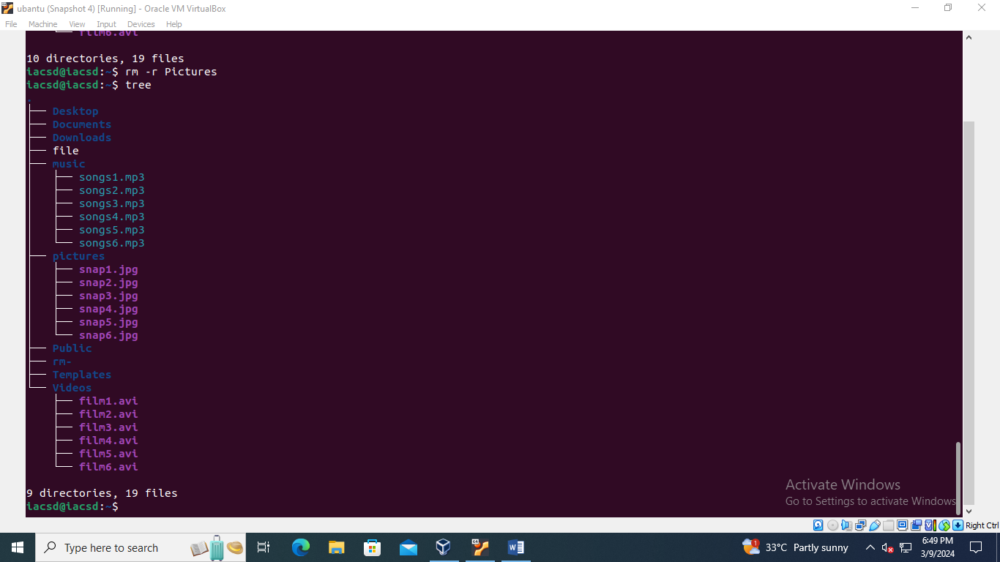 ubantu (Snapshot 4) [Running] - Oracle VM VirtualBox
File Machine View Input Devices Help
└── film6.avi
10 directories, 19 files
iacsd@iacsd:~$ rm -r Pictures
iacsd@iacsd:~$ tree
.
├── Desktop
├── Documents
├── Downloads
├── file
├── music
│   ├── songs1.mp3
│   ├── songs2.mp3
│   ├── songs3.mp3
│   ├── songs4.mp3
│   ├── songs5.mp3
│   └── songs6.mp3
├── pictures
│   ├── snap1.jpg
│   ├── snap2.jpg
│   ├── snap3.jpg
│   ├── snap4.jpg
│   ├── snap5.jpg
│   └── snap6.jpg
├── Public
├── rm-
├── Templates
└── Videos
    ├── film1.avi
    ├── film2.avi
    ├── film3.avi
    ├── film4.avi
    ├── film5.avi
    └── film6.avi
9 directories, 19 files
iacsd@iacsd:~$
Activate Windows
Go to Settings to activate Windows
Right Ctrl
Type here to search
33°C Partly sunny
6:49 PM
3/9/2024